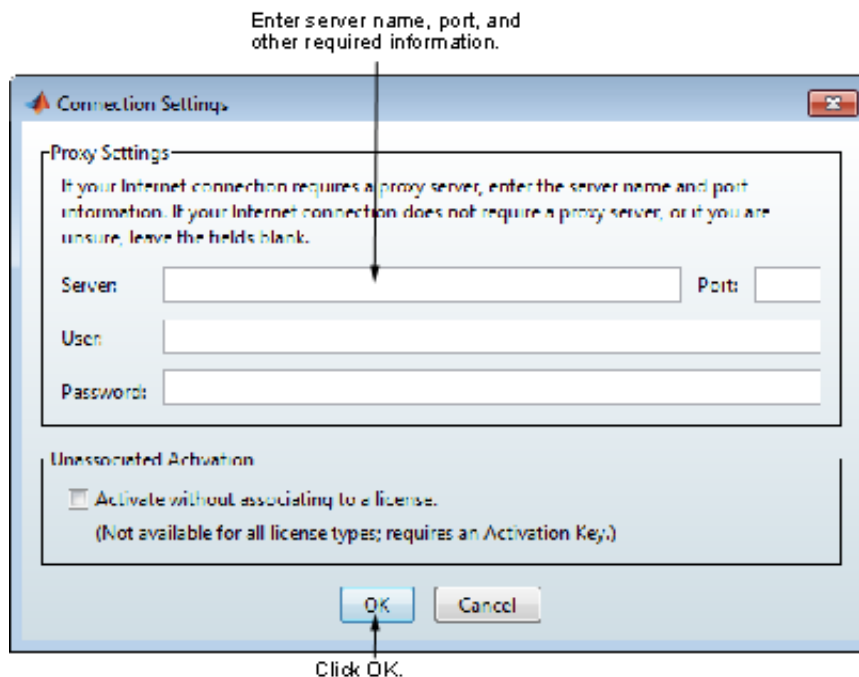 Enter server name, port, and
other required information.
Connection Settings
Proxy Settings
If your Internet connection requires a proxy server, enter the server name and port
information. If your Internet connection does not require a proxy server, or if you are
unsure, leave the fields blank.
Server: Port:
User:
Password:
Unassociated Activation
Activate without associating to a license.
(Not available for all license types; requires an Activation Key.)
OK Cancel
Click OK.